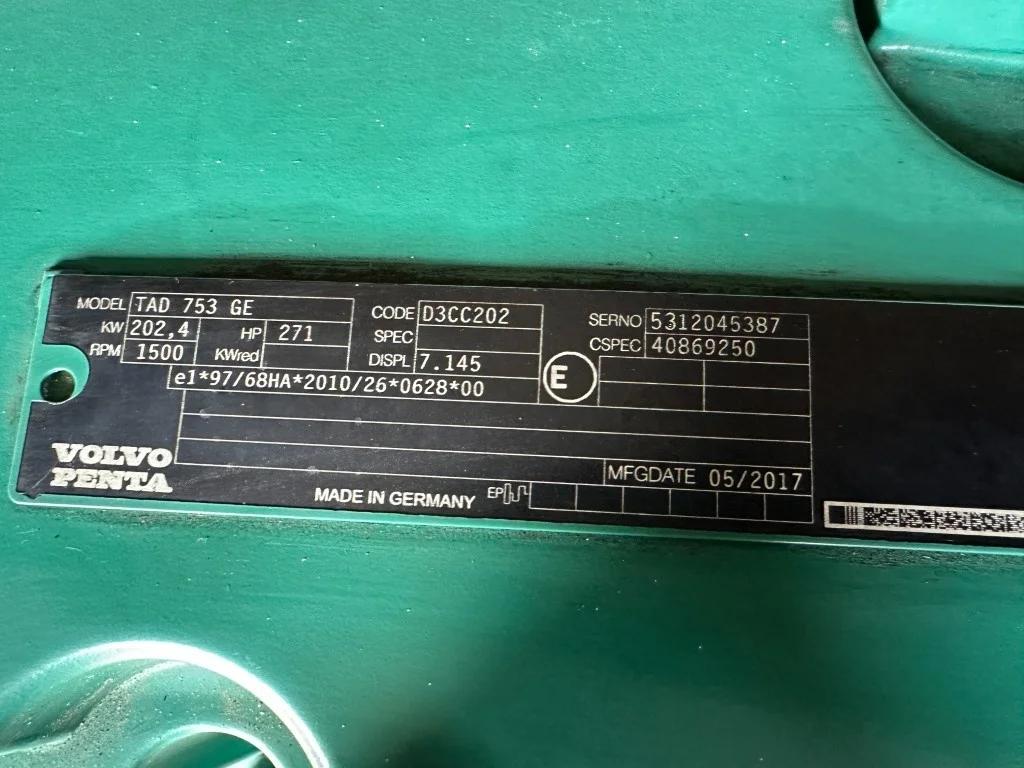 MODEL TAD 753 GE CODE D3CC202 SERNO 5312045387
KW 202,4 HP 271 SPEC CSPEC 40869250
RPM 1500 KWred DISPL 7.145
e1*97/68HA*2010/26*0628*00 E
VOLVO
PENTA
MFGDATE 05/2017
MADE IN GERMANY EP